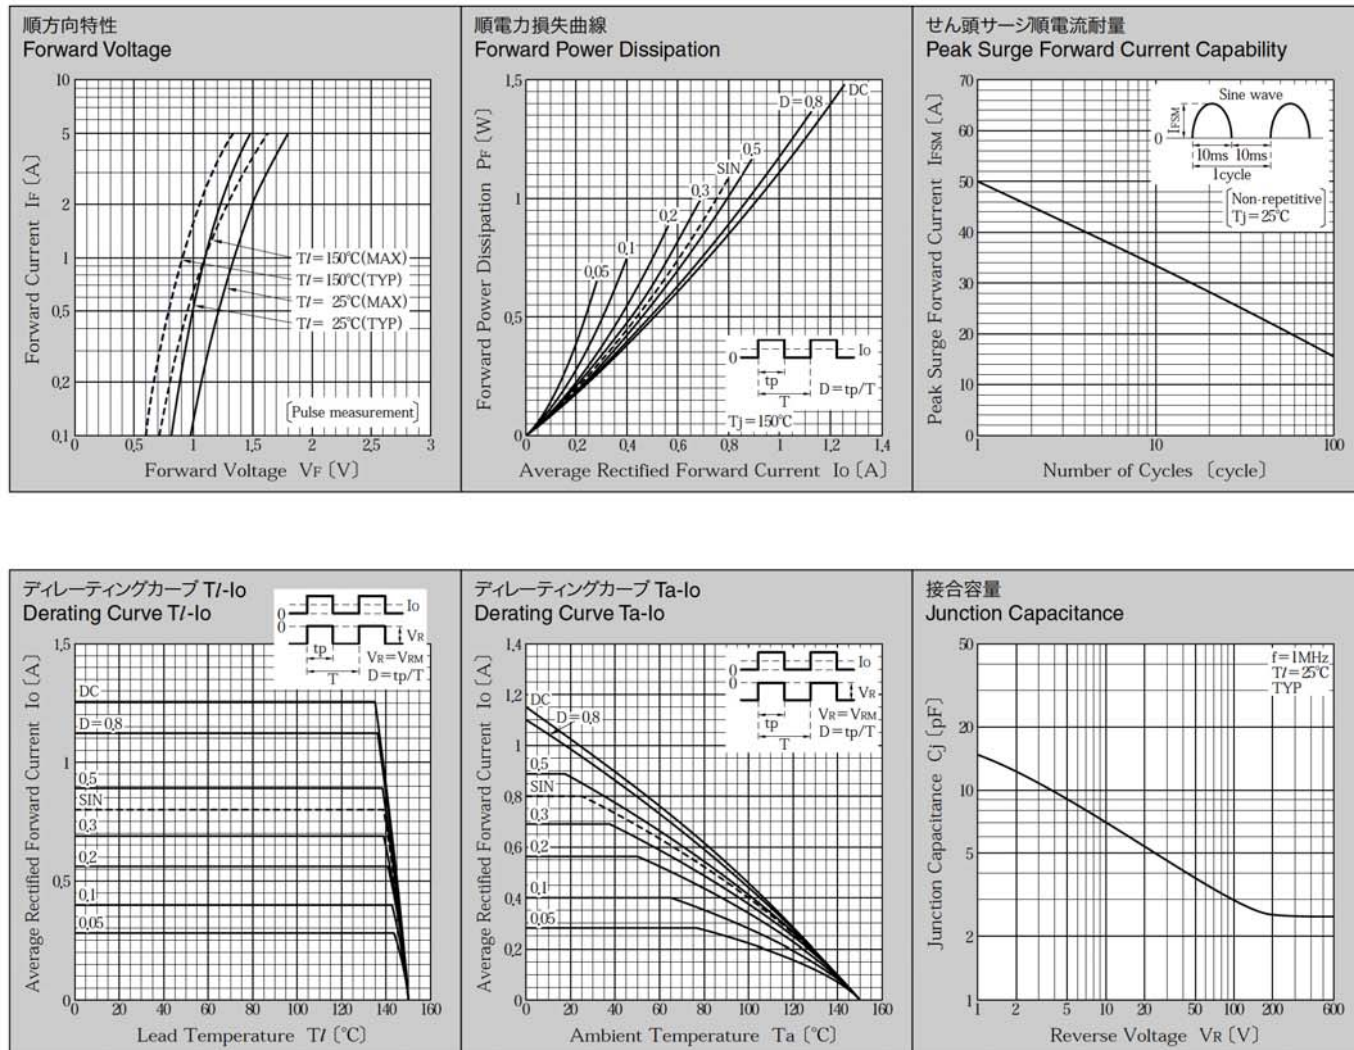 順方向特性
Forward Voltage
10
5
2
1
0.5
0.2
0.1
Forward Current IF〔A〕
Tl=150℃(MAX)
Tl=150℃(TYP)
Tl= 25℃(MAX)
Tl= 25℃(TYP)
〔Pulse measurement〕
0 0.5 1 1.5 2 2.5 3
Forward Voltage VF〔V〕
順電力損失曲線
Forward Power Dissipation
1.5
1
0.5
0
Forward Power Dissipation PF〔W〕
DC
D=0.8
0.5
SIN
0.3
0.2
0.1
0.05
0
Io
tp
T
D=tp/T
Tj=150℃
0 0.2 0.4 0.6 0.8 1 1.2 1.4
Average Rectified Forward Current Io〔A〕
せん頭サージ順電流耐量
Peak Surge Forward Current Capability
70
60
50
40
30
20
10
0
Peak Surge Forward Current IFSM〔A〕
Sine wave
IFSM
0
10ms 10ms
1cycle
〔Non-repetitive
Tj=25℃〕
1 10 100
Number of Cycles〔cycle〕
ディレーティングカーブ Tl-Io
Derating Curve Tl-Io
0
Io
0
VR
tp
T
VR=VRM
D=tp/T
1.5
1
0.5
0
Average Rectified Forward Current Io〔A〕
DC
D=0.8
0.5
SIN
0.3
0.2
0.1
0.05
0 20 40 60 80 100 120 140 160
Lead Temperature Tl〔℃〕
ディレーティングカーブ Ta-Io
Derating Curve Ta-Io
0
Io
0
VR
tp
T
VR=VRM
D=tp/T
1.4
1.2
1
0.8
0.6
0.4
0.2
0
Average Rectified Forward Current Io〔A〕
DC
D=0.8
0.5
SIN
0.3
0.2
0.1
0.05
0 20 40 60 80 100 120 140 160
Ambient Temperature Ta〔℃〕
接合容量
Junction Capacitance
50
20
10
5
2
1
Junction Capacitance Cj〔pF〕
f=1MHz
Tl=25℃
TYP
1 2 5 10 20 50 100 200 600
Reverse Voltage VR〔V〕